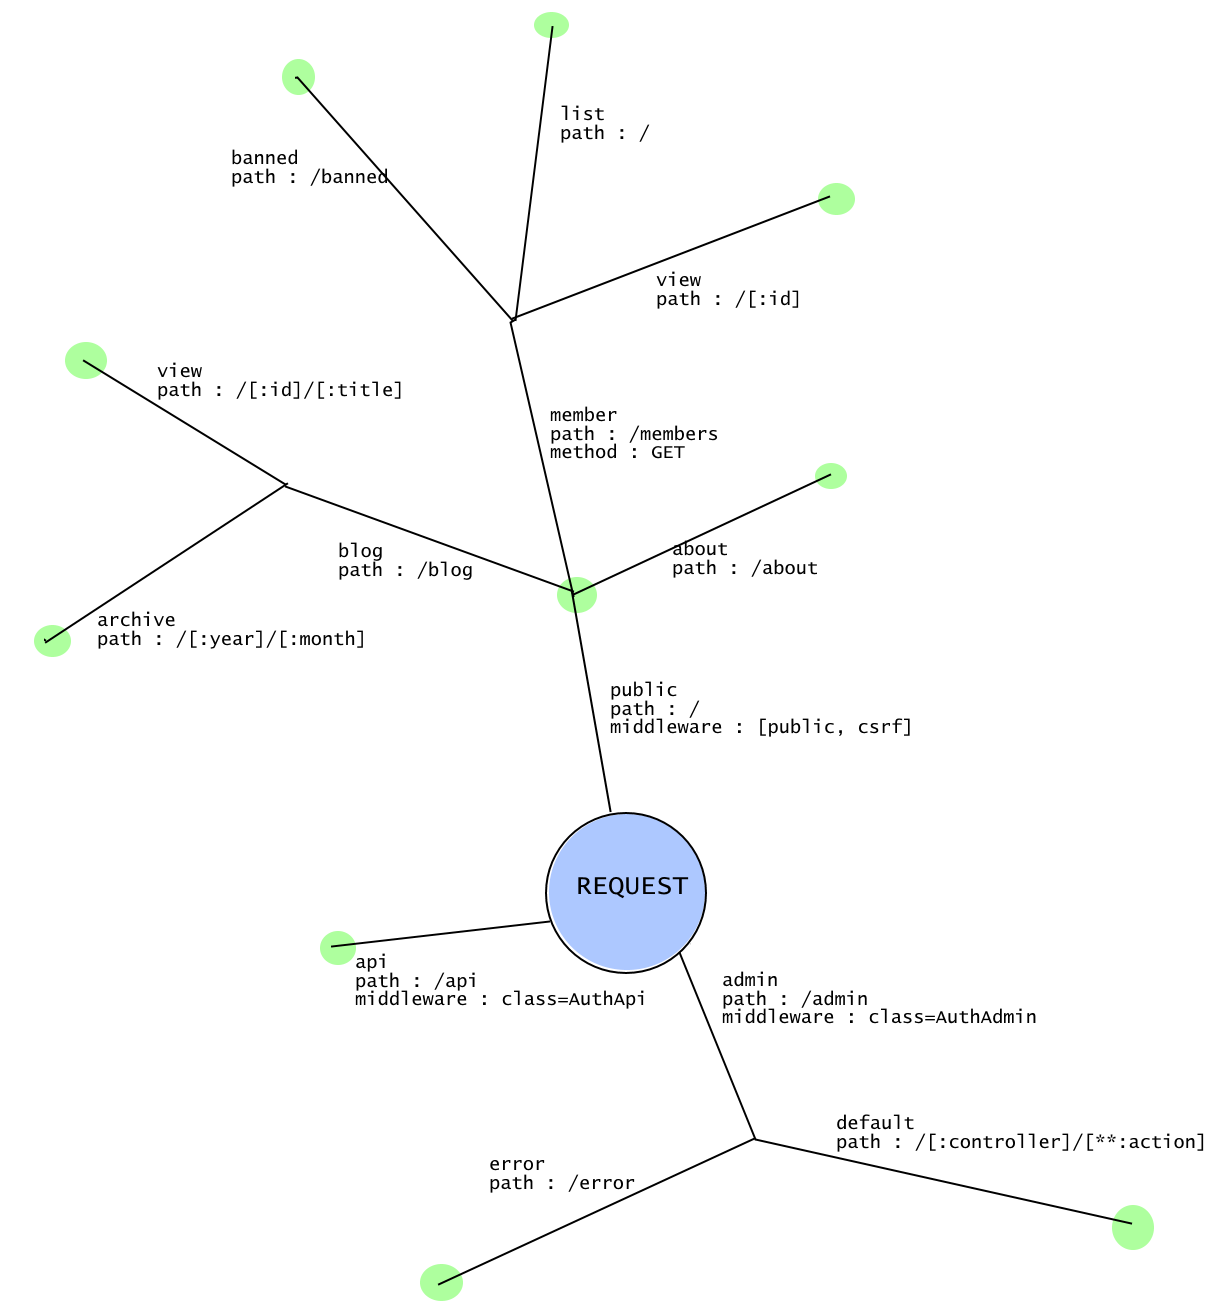 list
path : /
banned
path : /banned
view
path : /[:id]
view
path : /[:id]/[:title]
member
path : /members
method : GET
about
path : /about
blog
path : /blog
archive
path : /[:year]/[:month]
public
path : /
middleware : [public, csrf]
REQUEST
api
path : /api
middleware : class=AuthApi
admin
path : /admin
middleware : class=AuthAdmin
default
path : /[:controller]/[**:action]
error
path : /error